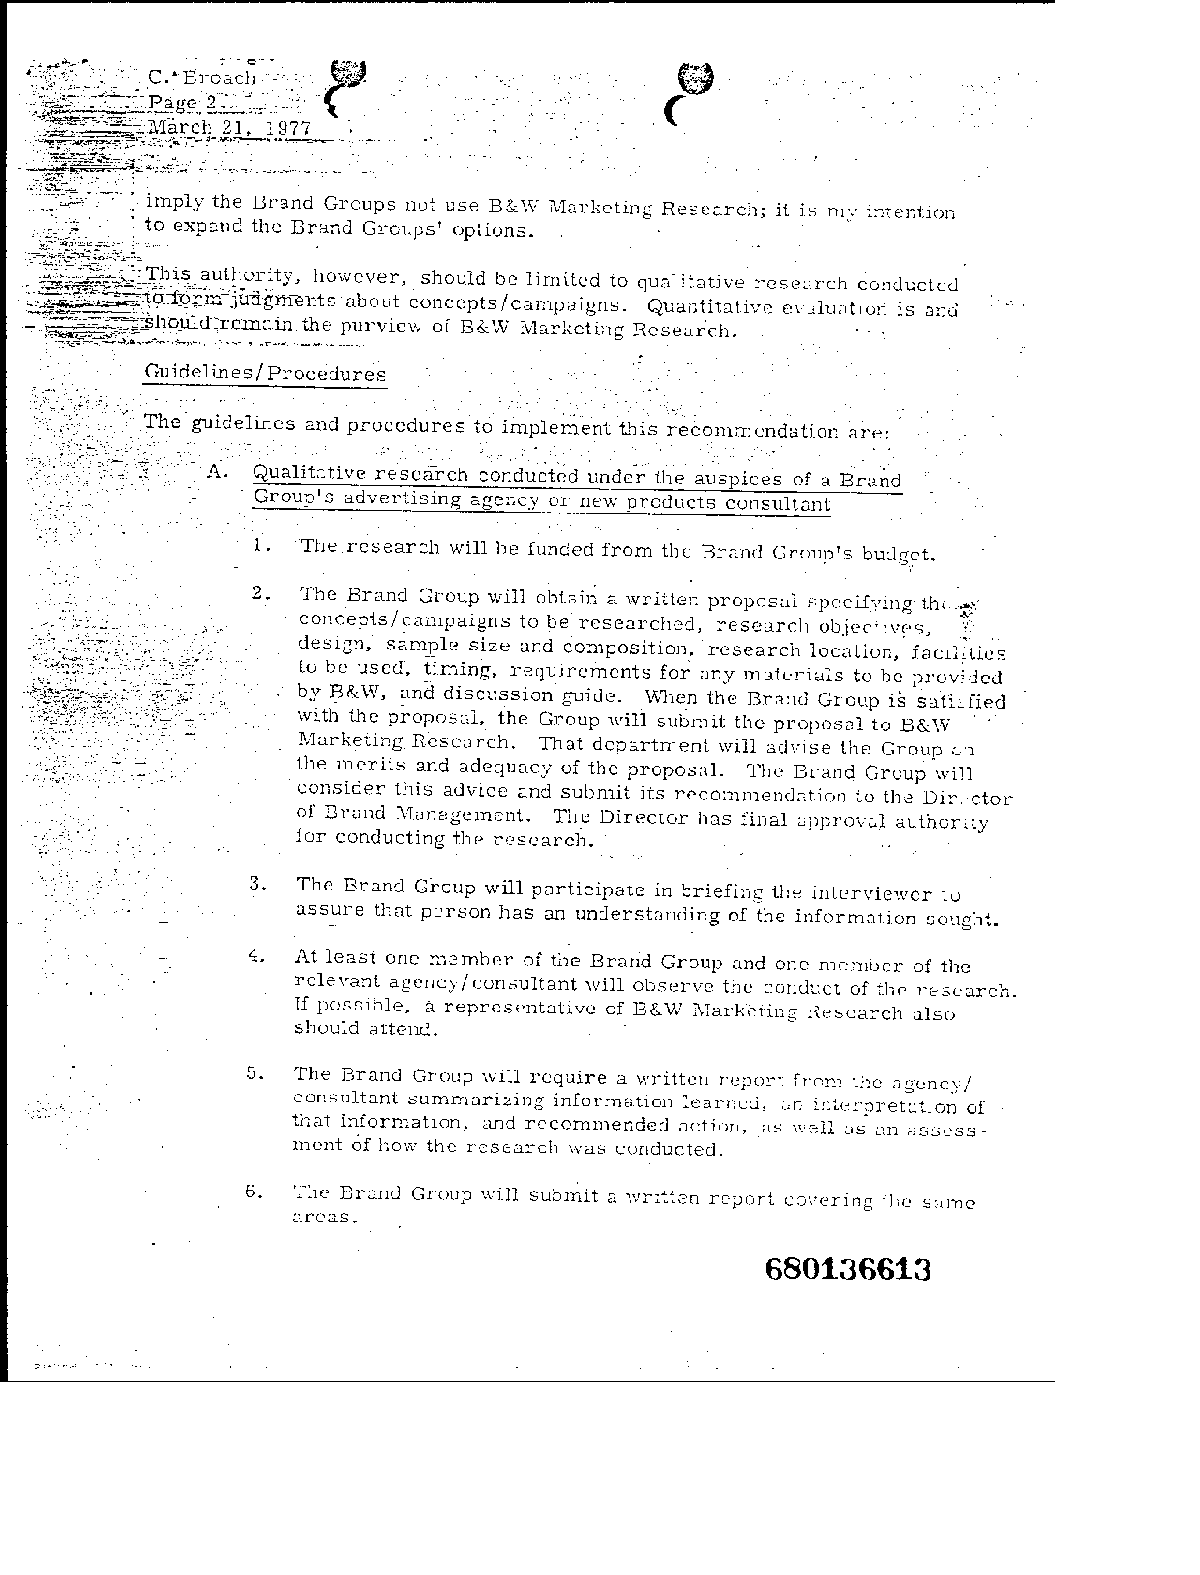 C. Broach
Page 2
March 21, 1977
imply the Brand Groups not use B&W Marketing Research; it is my intention
to expand the Brand Groups' options.
This authority, however, should be limited to qualitative research conducted
to form judgments about concepts/campaigns. Quantitative evaluation is and
should remain the purview of B&W Marketing Research.
Guidelines/Procedures
The guidelines and procedures to implement this recommendation are:
A. Qualitative research conducted under the auspices of a Brand
Group's advertising agency or new products consultant
1. The research will be funded from the Brand Group's budget.
2. The Brand Group will obtain a written proposal specifying the
concepts/campaigns to be researched, research objectives,
design, sample size and composition, research location, facilities
to be used, timing, requirements for any materials to be provided
by B&W, and discussion guide. When the Brand Group is satisfied
with the proposal, the Group will submit the proposal to B&W
Marketing Research. That department will advise the Group on
the merits and adequacy of the proposal. The Brand Group will
consider this advice and submit its recommendation to the Director
of Brand Management. The Director has final approval authority
for conducting the research.
3. The Brand Group will participate in briefing the interviewer to
assure that person has an understanding of the information sought.
4. At least one member of the Brand Group and one member of the
relevant agency/consultant will observe the conduct of the research.
If possible, a representative of B&W Marketing Research also
should attend.
5. The Brand Group will require a written report from the agency/
consultant summarizing information learned, an interpretation of
that information, and recommended action, as well as an assess-
ment of how the research was conducted.
6. The Brand Group will submit a written report covering the same
areas.
680136613